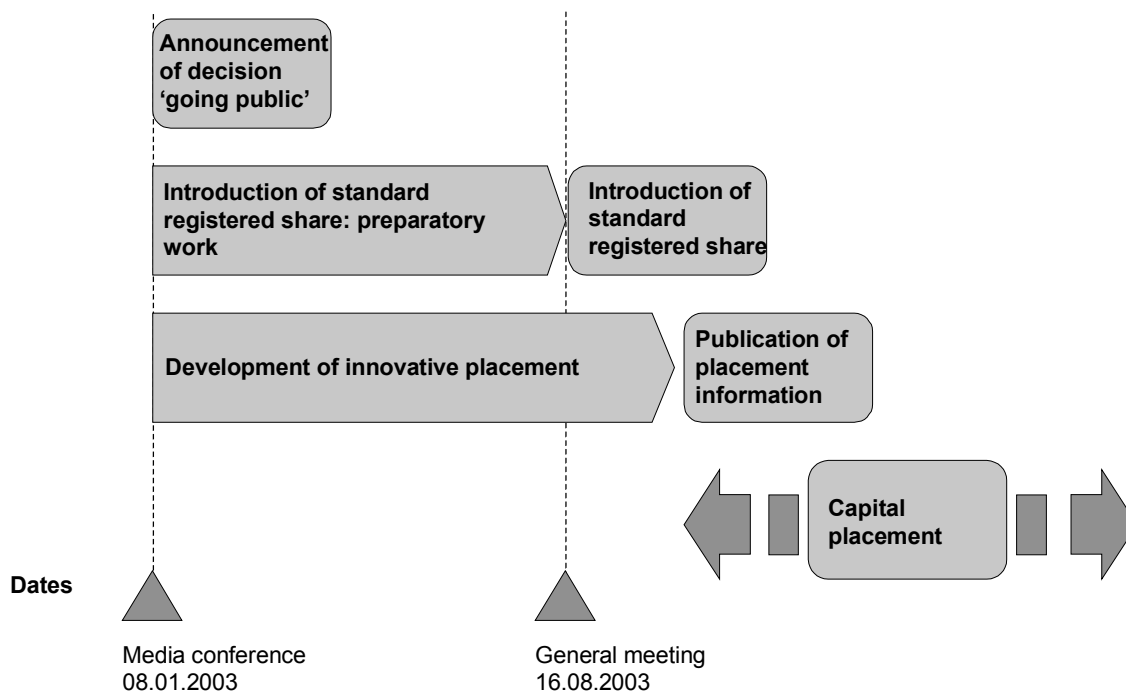 Announcement
of decision
‘going public’
Introduction of standard
registered share: preparatory
work
Introduction of
standard
registered share
Development of innovative placement
Publication of
placement
information
Capital
placement
Dates
Media conference
08.01.2003
General meeting
16.08.2003